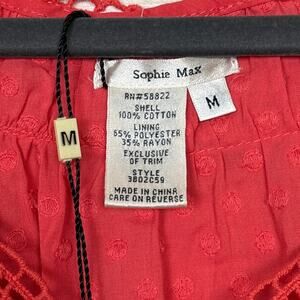 Sophie Max
M
RN#58822
SHELL
100% COTTON
LINING
65% POLYESTER
35% RAYON
EXCLUSIVE
OF TRIM
STYLE
3802C59
MADE IN CHINA
CARE ON REVERSE
M